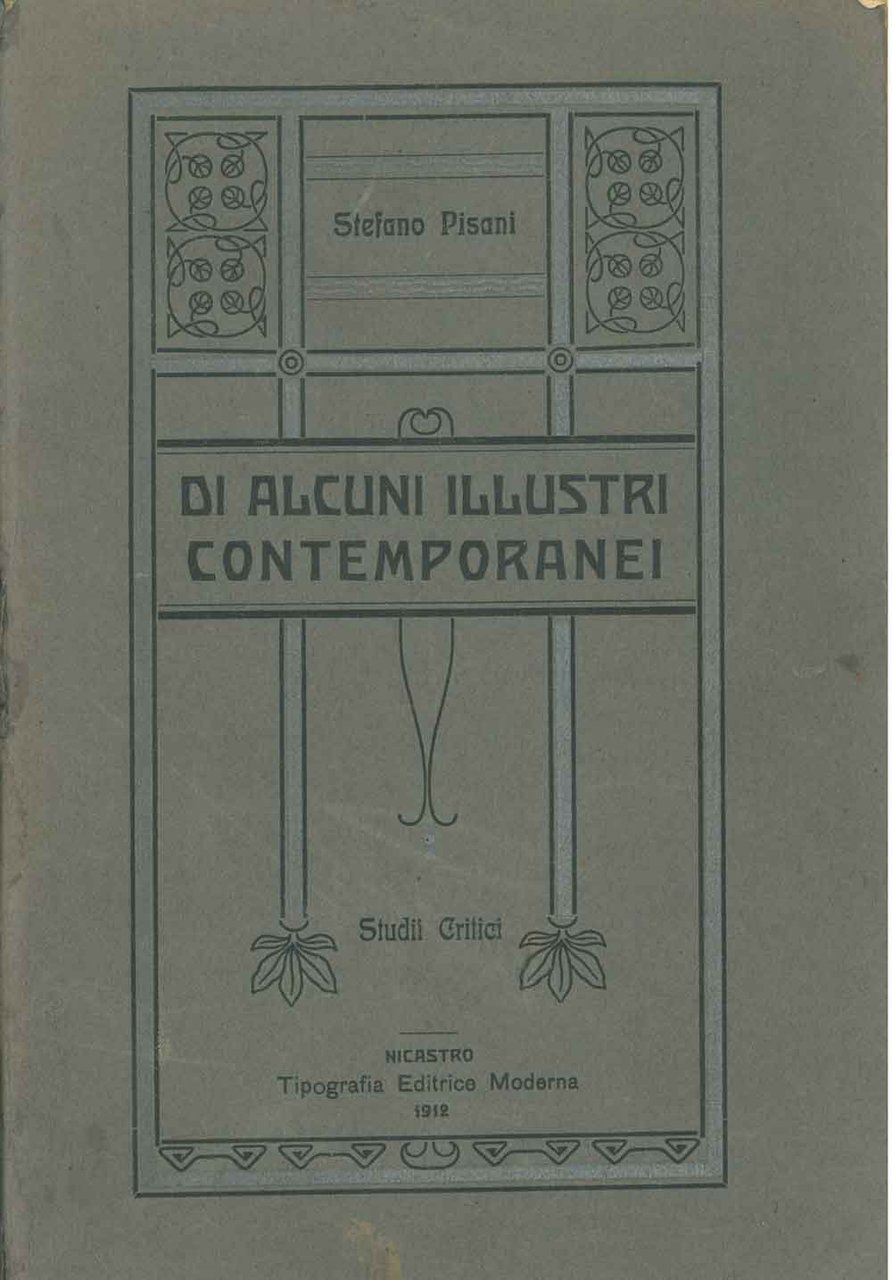 Stefano Pisani
DI ALCUNI ILLUSTRI
CONTEMPORANEI
Studii Critici
NICASTRO
Tipografia Editrice Moderna
1912